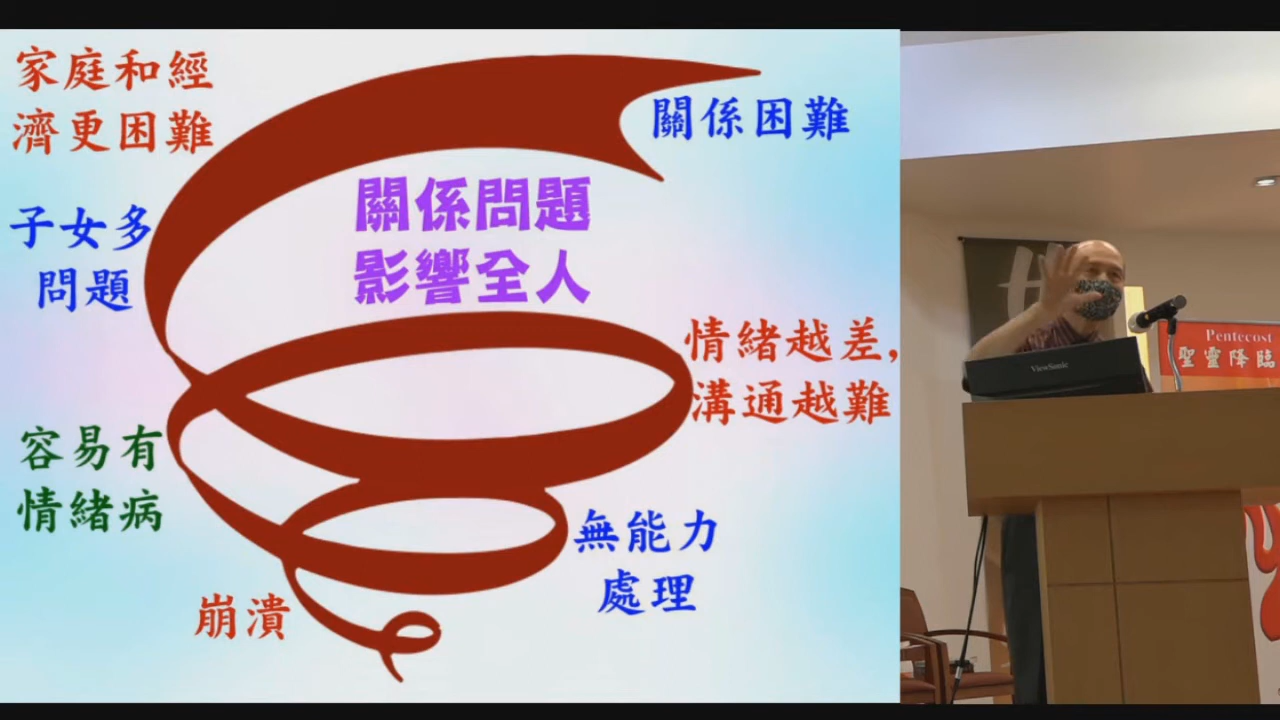 家庭和經
濟更困難
關係困難
子女多
問題
關係問題
影響全人
情緒越差,
溝通越難
容易有
情緒病
無能力
處理
崩潰
ViewSonic
Pentecost
聖靈降臨